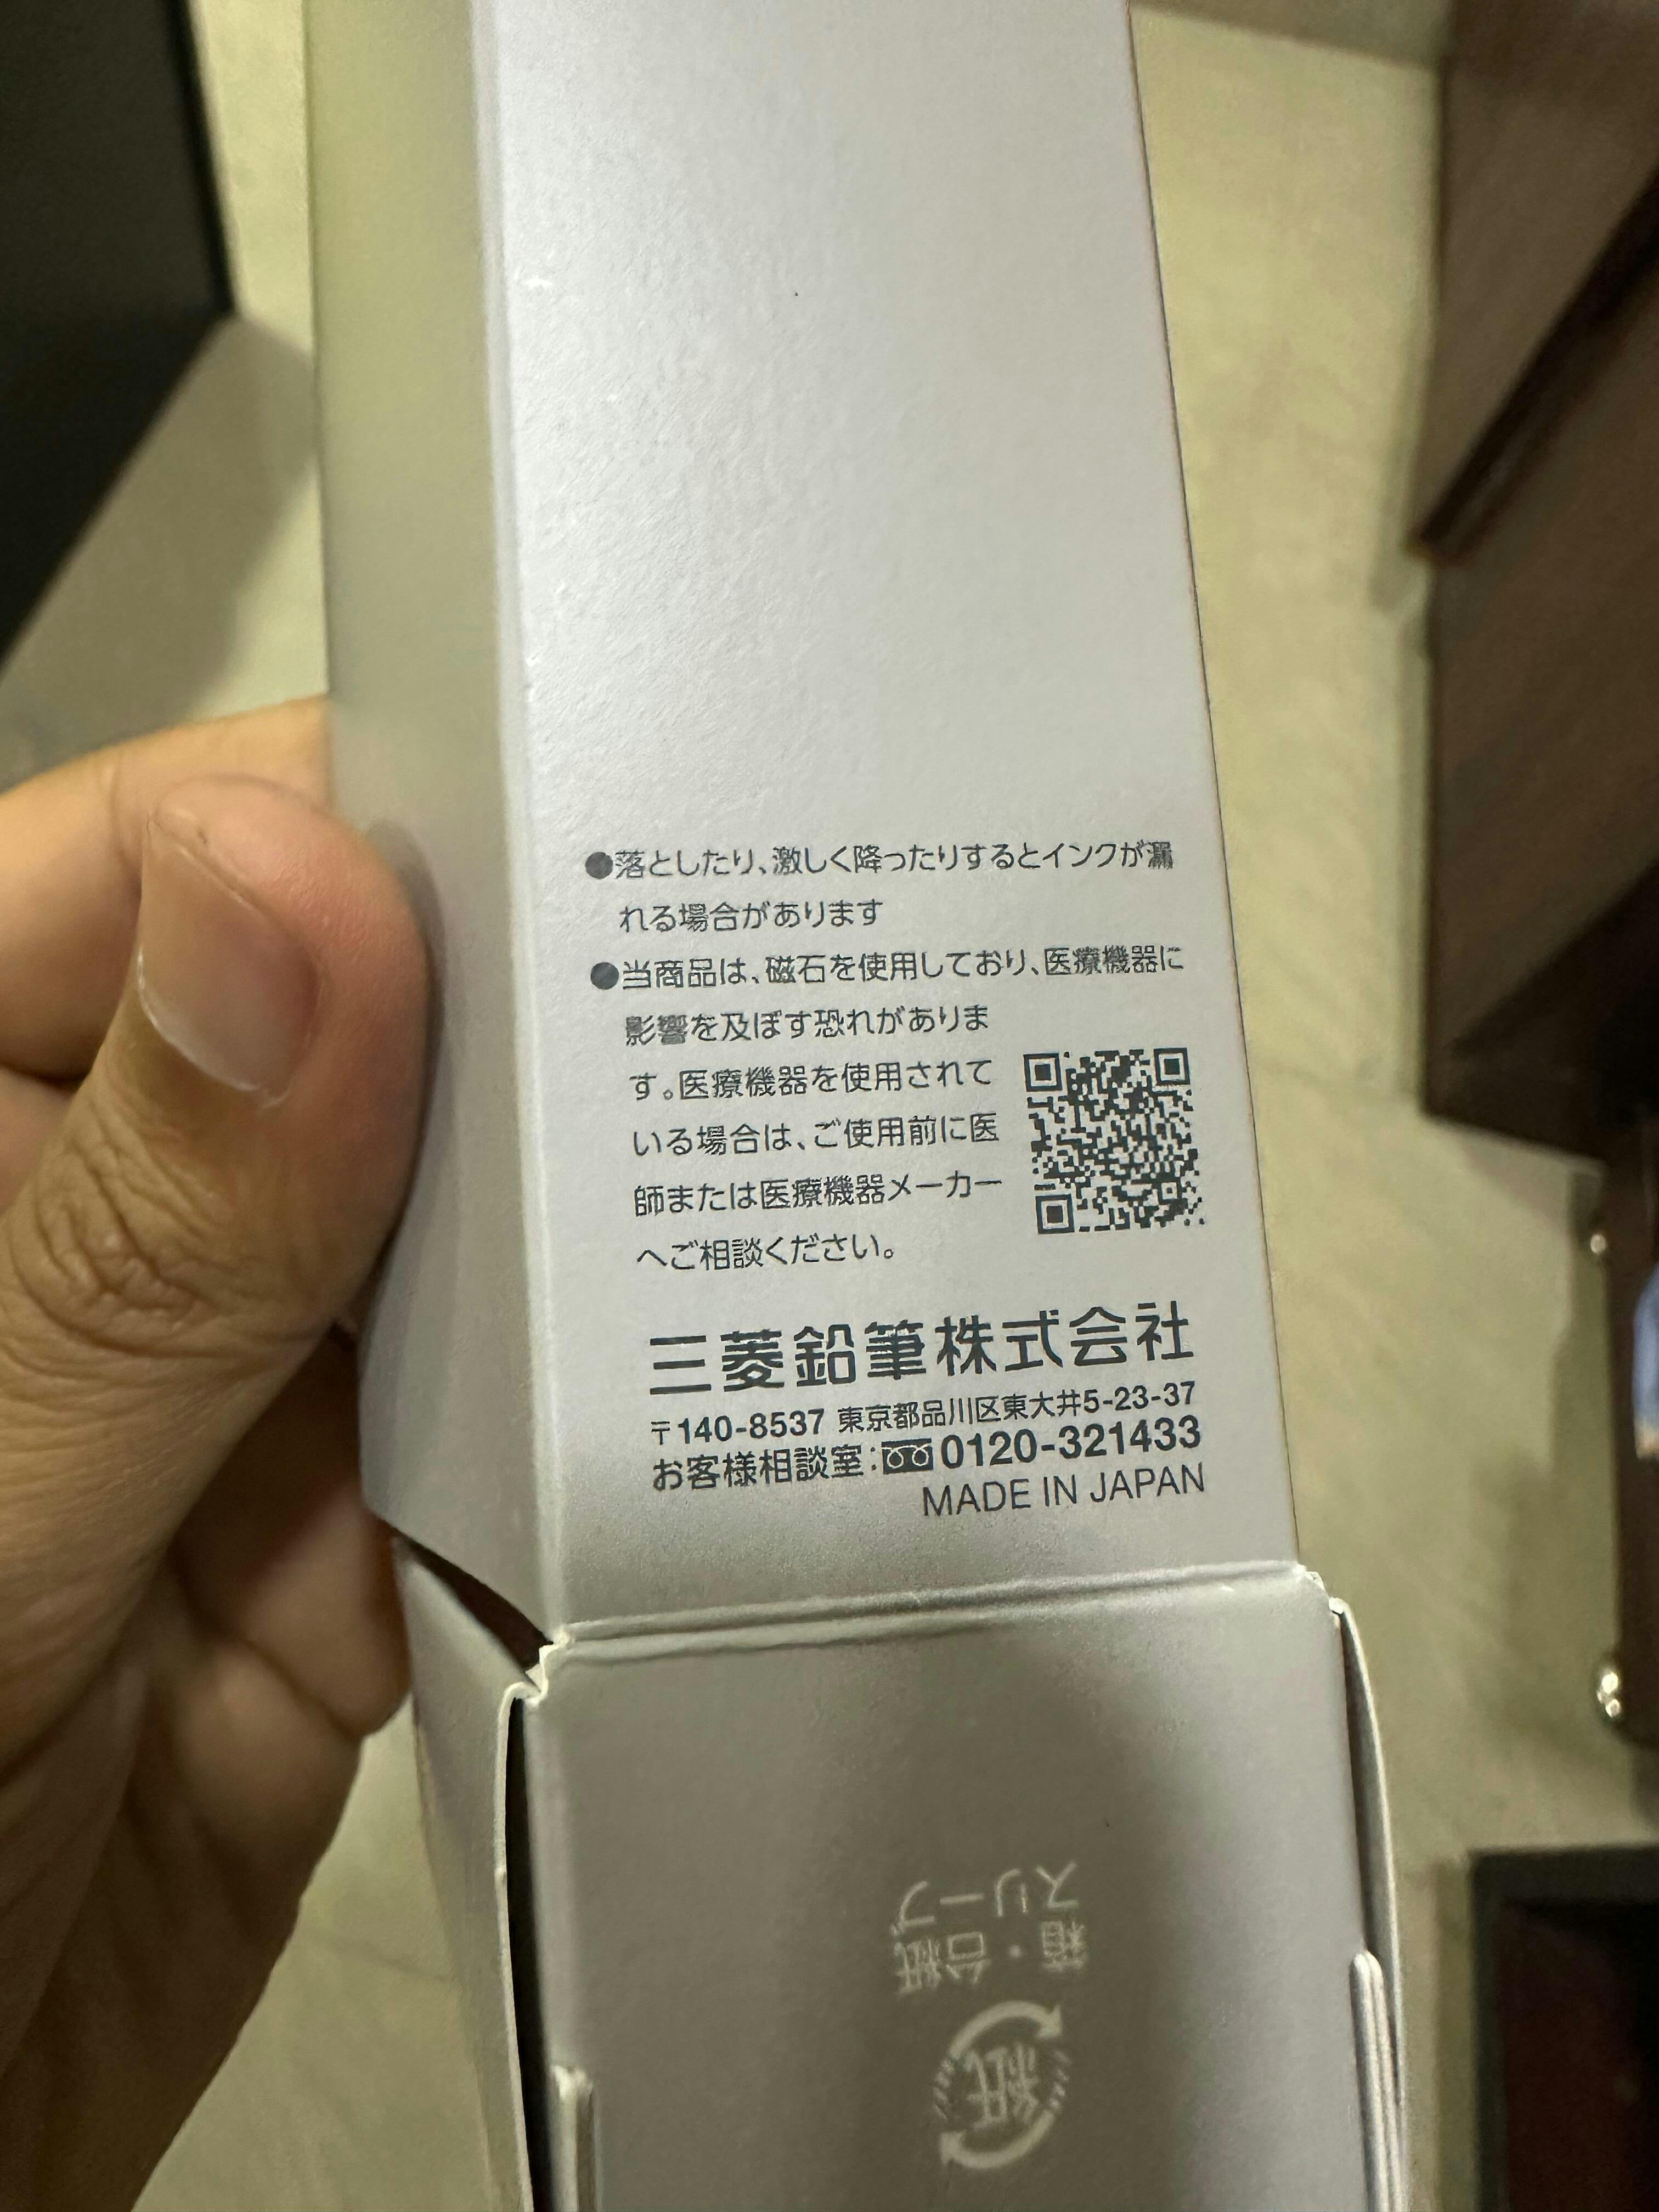 ●落としたり、激しく降ったりするとインクが漏
れる場合があります
●当商品は、磁石を使用しており、医療機器に
影響を及ぼす恐れがありま
す。医療機器を使用されて
いる場合は、ご使用前に医
師または医療機器メーカー
へご相談ください。
三菱鉛筆株式会社
〒140-8537 東京都品川区東大井5-23-37
お客様相談室:0120-321433
MADE IN JAPAN
箱・台紙
スリーブ
紙